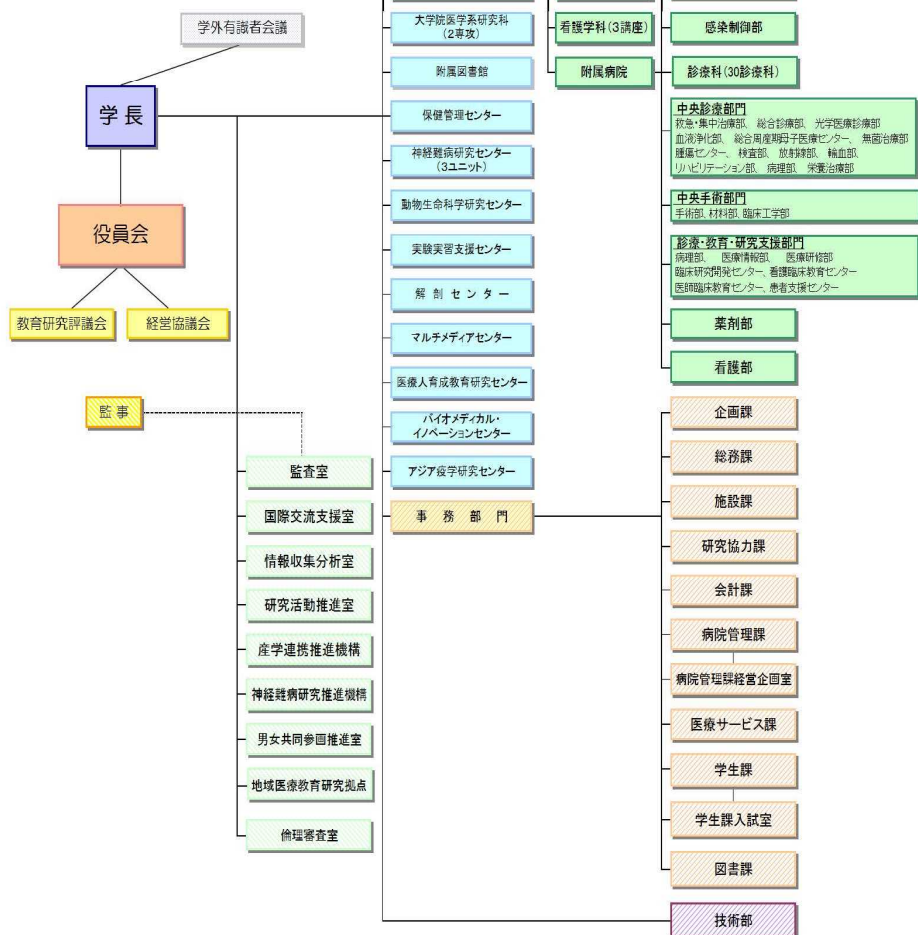 学外有識者会議
学長
役員会
教育研究評議会
経営協議会
監事
監査室
国際交流支援室
情報収集分析室
研究活動推進室
産学連携推進機構
神経難病研究推進機構
男女共同参画推進室
地域医療教育研究拠点
倫理審査室
大学院医学系研究科
(2専攻)
附属図書館
保健管理センター
神経難病研究センター
(3ユニット)
動物生命科学研究センター
実験実習支援センター
解剖センター
マルチメディアセンター
医療人育成教育研究センター
バイオメディカル・
イノベーションセンター
アジア疫学研究センター
事務部門
看護学科(3講座)
附属病院
感染制御部
診療科(30診療科)
中央診療部門
救急・集中治療部、 総合診療部、 光学医療診療部
血液浄化部、 総合周産期母子医療センター、 無菌治療部
腫瘍センター、 検査部、 放射線部、 輸血部、
リハビリテーション部、 病理部、 栄養治療部
中央手術部門
手術部、材料部、臨床工学部
診療・教育・研究支援部門
病理部、 医療情報部、 医療研修部
臨床研究開発センター、看護臨床教育センター
医師臨床教育センター、患者支援センター
薬剤部
看護部
企画課
総務課
施設課
研究協力課
会計課
病院管理課
病院管理課経営企画室
医療サービス課
学生課
学生課入試室
図書課
技術部